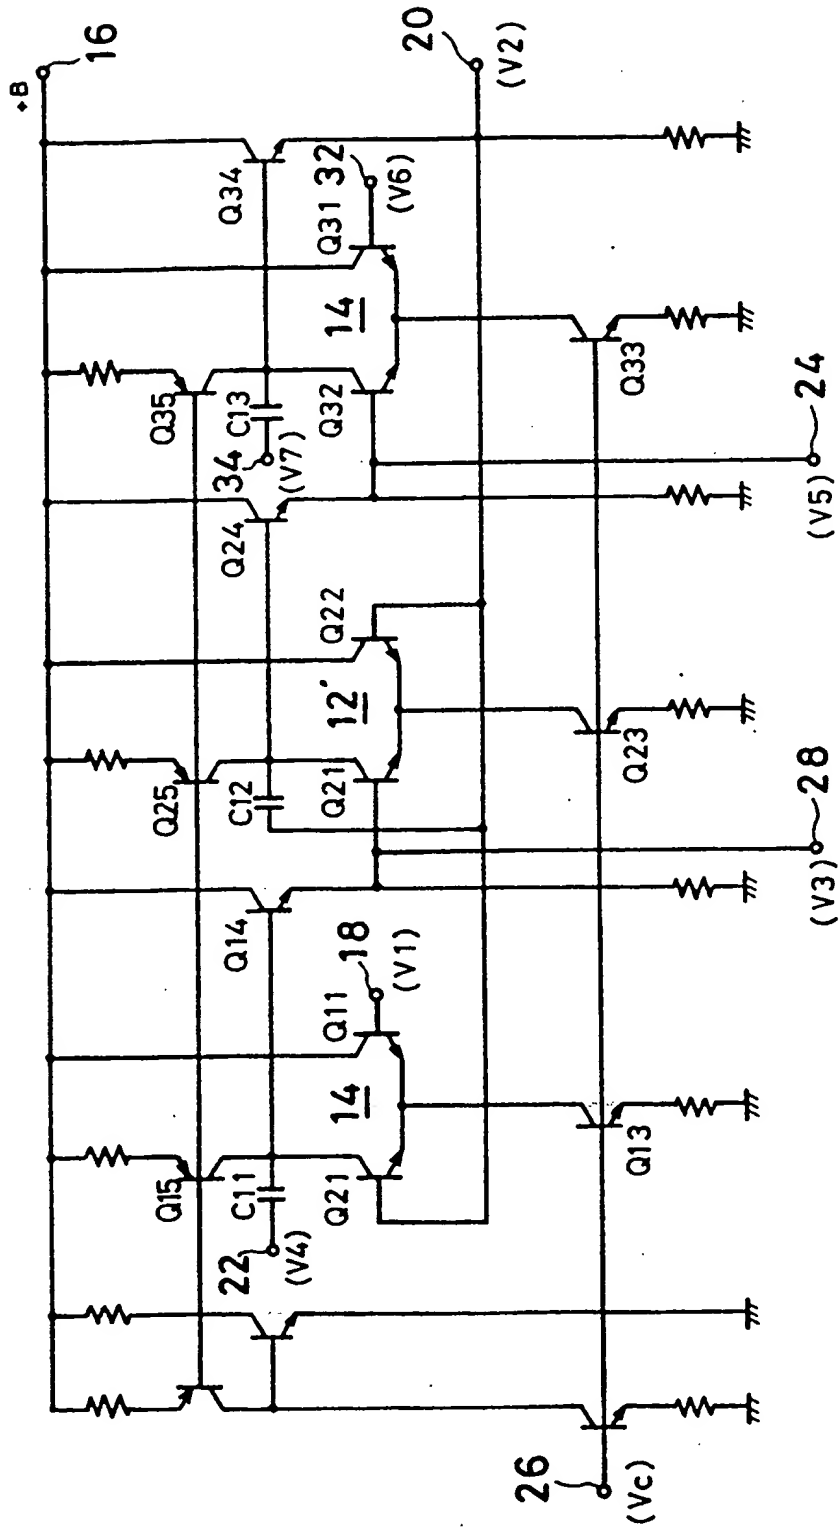 +B
16
20
(V2)
Q34
32
(V6)
Q31
14
Q35
C13
Q32
34
(V7)
Q33
24
(V5)
Q24
Q22
12'
Q25
C12
Q21
Q23
28
(V3)
Q14
18
(V1)
Q11
14
Q15
C11
Q21
22
(V4)
Q13
26
(Vc)